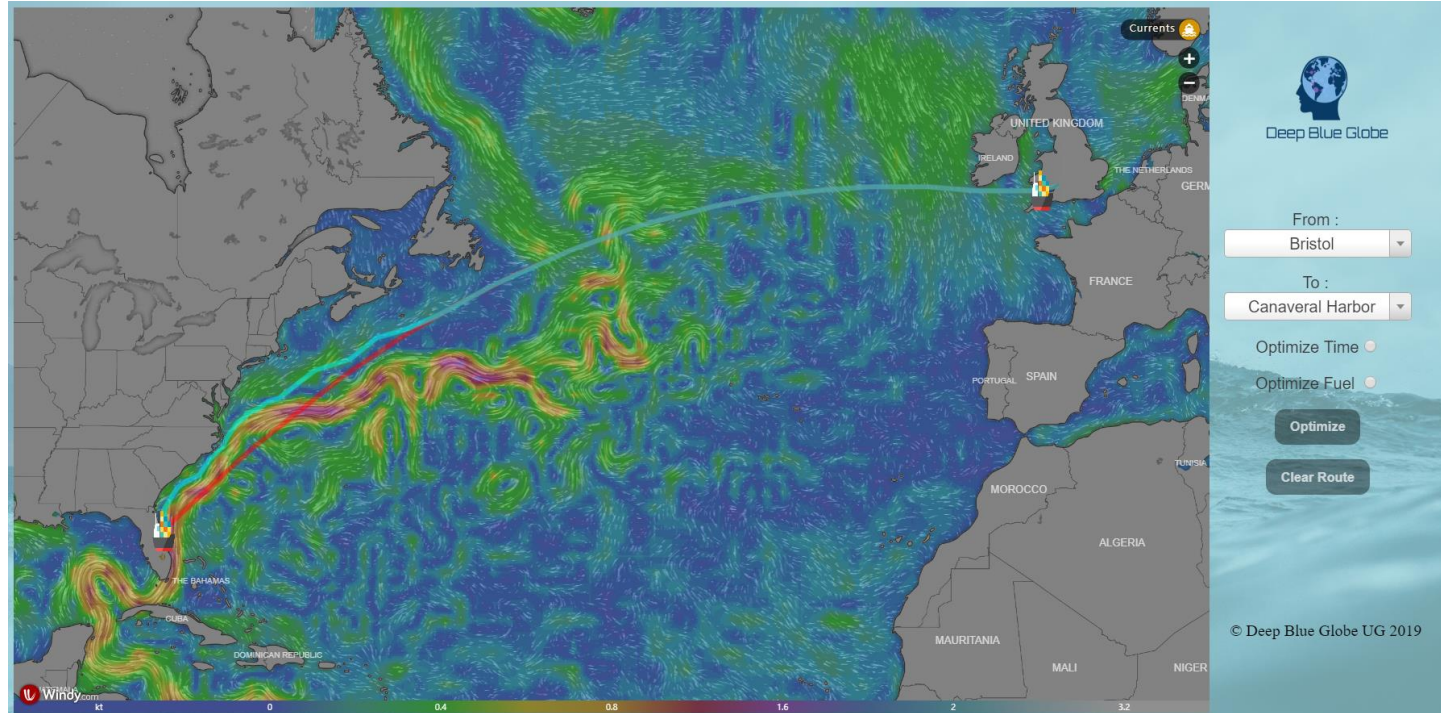 Currents
+
−
DENMA
UNITED KINGDOM
IRELAND
THE NETHERLANDS
GERM
FRANCE
PORTUGAL
SPAIN
TUNISIA
MOROCCO
ALGERIA
THE BAHAMAS
CUBA
DOMINICAN REPUBLIC
MAURITANIA
MALI
NIGER
Windy.com
kt 0 0.4 0.8 1.6 2 3.2
Deep Blue Globe
From :
Bristol
To :
Canaveral Harbor
Optimize Time
Optimize Fuel
Optimize
Clear Route
© Deep Blue Globe UG 2019